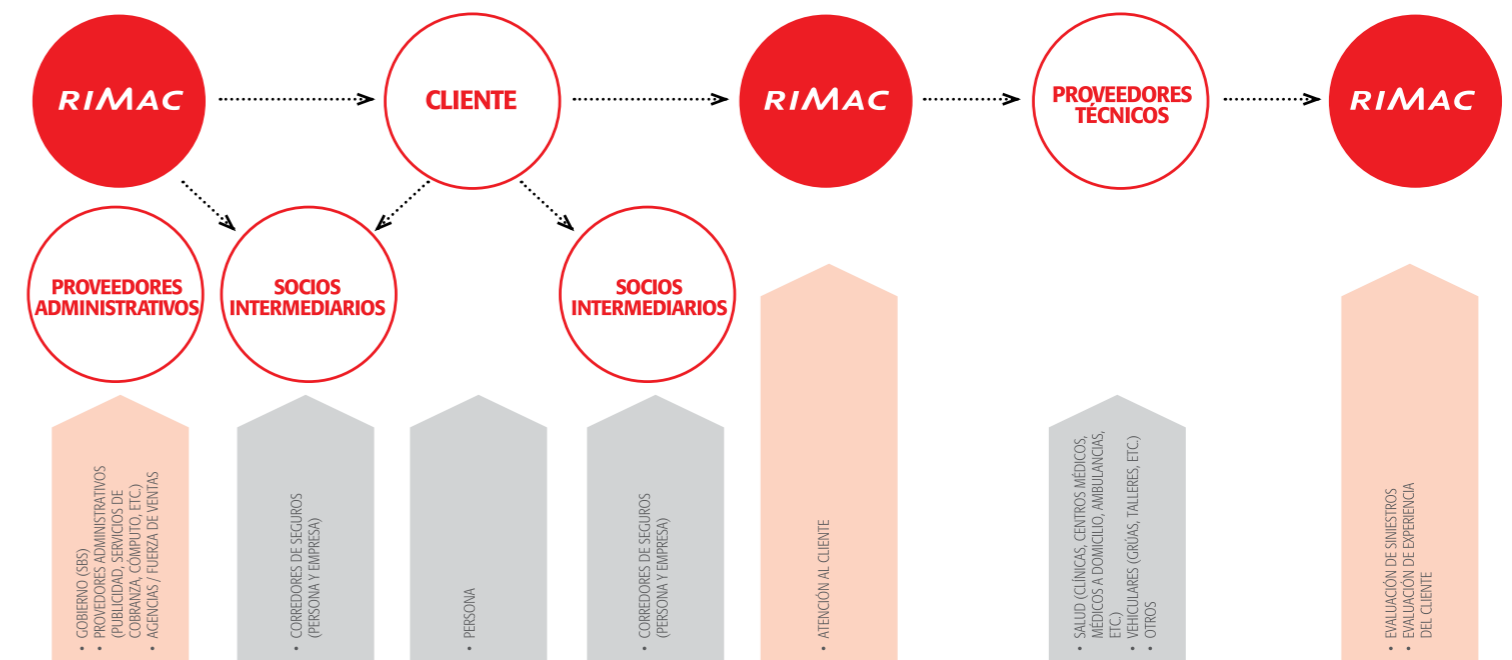 RIMAC
CLIENTE
RIMAC
PROVEEDORES
TÉCNICOS
RIMAC
PROVEEDORES
ADMINISTRATIVOS
SOCIOS
INTERMEDIARIOS
SOCIOS
INTERMEDIARIOS
• GOBIERNO (SBS)
• PROVEDORES ADMINISTRATIVOS
(PUBLICIDAD, SERVICIOS DE
COBRANZA, CÓMPUTO, ETC.)
• AGENCIAS / FUERZA DE VENTAS
• CORREDORES DE SEGUROS
(PERSONA Y EMPRESA)
• PERSONA
• CORREDORES DE SEGUROS
(PERSONA Y EMPRESA)
• ATENCIÓN AL CLIENTE
• SALUD (CLÍNICAS, CENTROS MÉDICOS,
MÉDICOS A DOMICILIO, AMBULANCIAS,
ETC.)
• VEHICULARES (GRÚAS, TALLERES, ETC.)
• OTROS
• EVALUACIÓN DE SINIESTROS
• EVALUACIÓN DE EXPERIENCIA
DEL CLIENTE